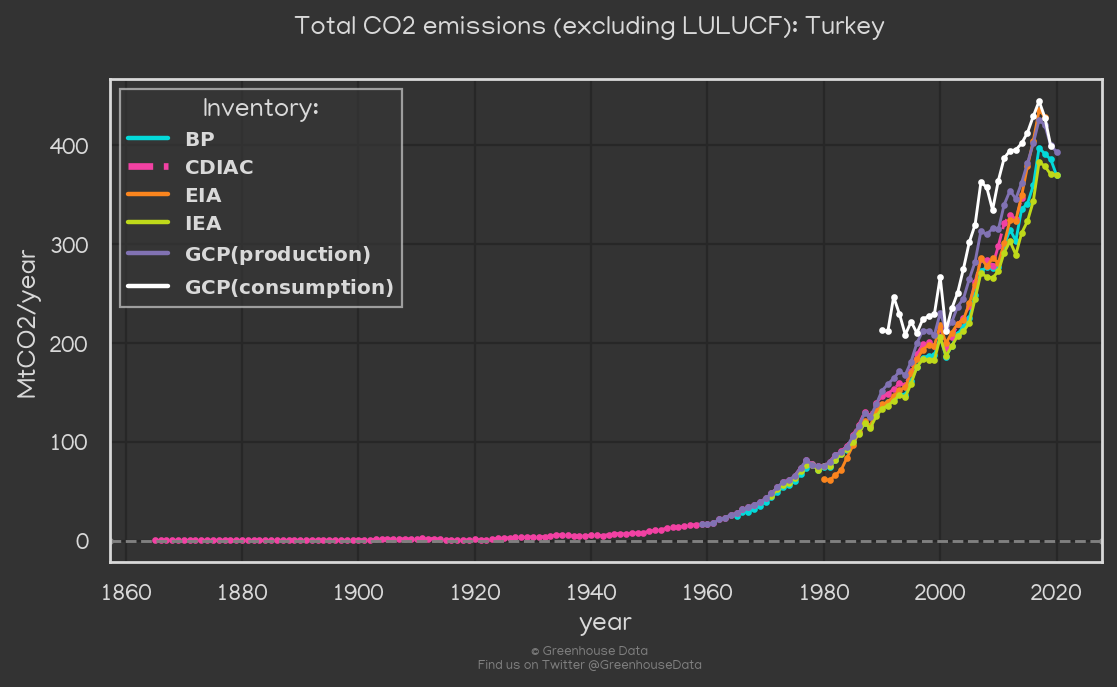 Total CO2 emissions (excluding LULUCF): Turkey
Inventory:
BP
CDIAC
EIA
IEA
GCP(production)
GCP(consumption)
MtCO2/year
400
300
200
100
0
1860 1880 1900 1920 1940 1960 1980 2000 2020
year
© Greenhouse Data
Find us on Twitter @GreenhouseData